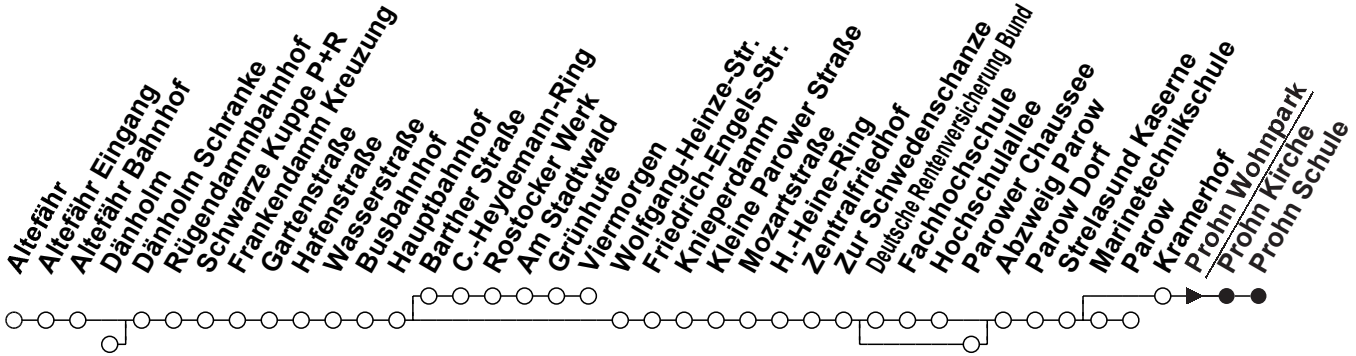 Altefähr
Altefähr Eingang
Altefähr Bahnhof
Dänholm
Dänholm Schranke
Rügendammbahnhof
Schwarze Kuppe P+R
Frankendamm Kreuzung
Gartenstraße
Hafenstraße
Wasserstraße
Busbahnhof
Hauptbahnhof
Barther Straße
C.-Heydemann-Ring
Rostocker Werk
Am Stadtwald
Grünhufe
Viermorgen
Wolfgang-Heinze-Str.
Friedrich-Engels-Str.
Knieperdamm
Kleine Parower Straße
Mozartstraße
H.-Heine-Ring
Zentralfriedhof
Zur Schwedenschanze
Deutsche Rentenversicherung Bund
Fachhochschule
Hochschulallee
Parower Chaussee
Abzweig Parow
Parow Dorf
Strelasund Kaserne
Marinetechnikschule
Parow
Kramerhof
Prohn Wohnpark
Prohn Kirche
Prohn Schule